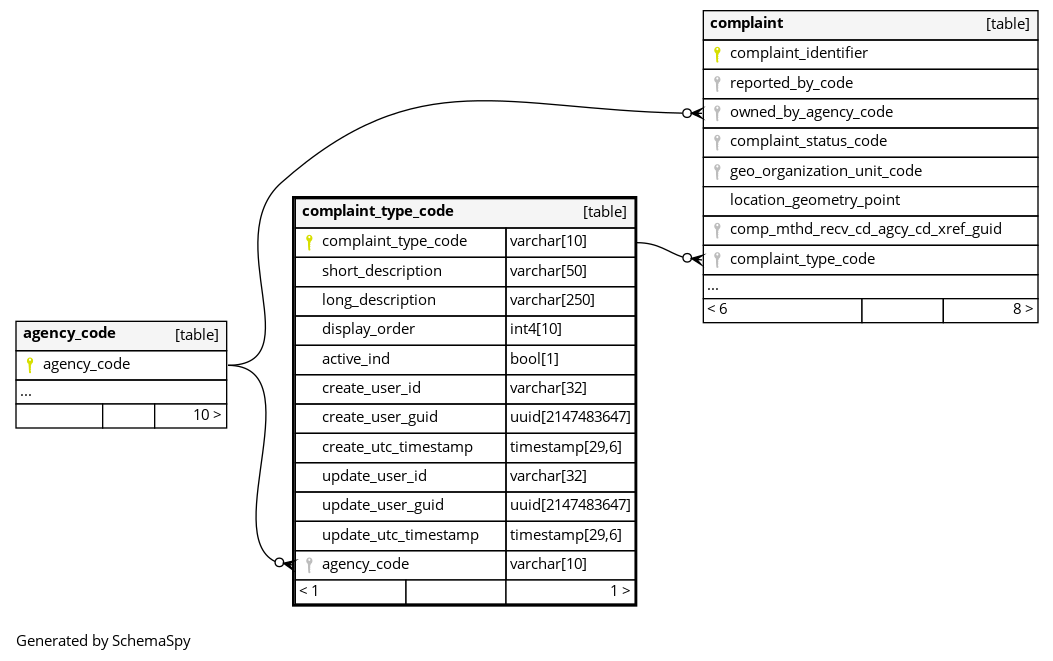 complaint [table]
complaint_identifier
reported_by_code
owned_by_agency_code
complaint_status_code
geo_organization_unit_code
location_geometry_point
comp_mthd_recv_cd_agcy_cd_xref_guid
complaint_type_code
...
< 6 8 >
complaint_type_code [table]
complaint_type_code varchar[10]
short_description varchar[50]
long_description varchar[250]
display_order int4[10]
active_ind bool[1]
create_user_id varchar[32]
create_user_guid uuid[2147483647]
create_utc_timestamp timestamp[29,6]
update_user_id varchar[32]
update_user_guid uuid[2147483647]
update_utc_timestamp timestamp[29,6]
agency_code varchar[10]
< 1 1 >
agency_code [table]
agency_code
...
10 >
Generated by SchemaSpy